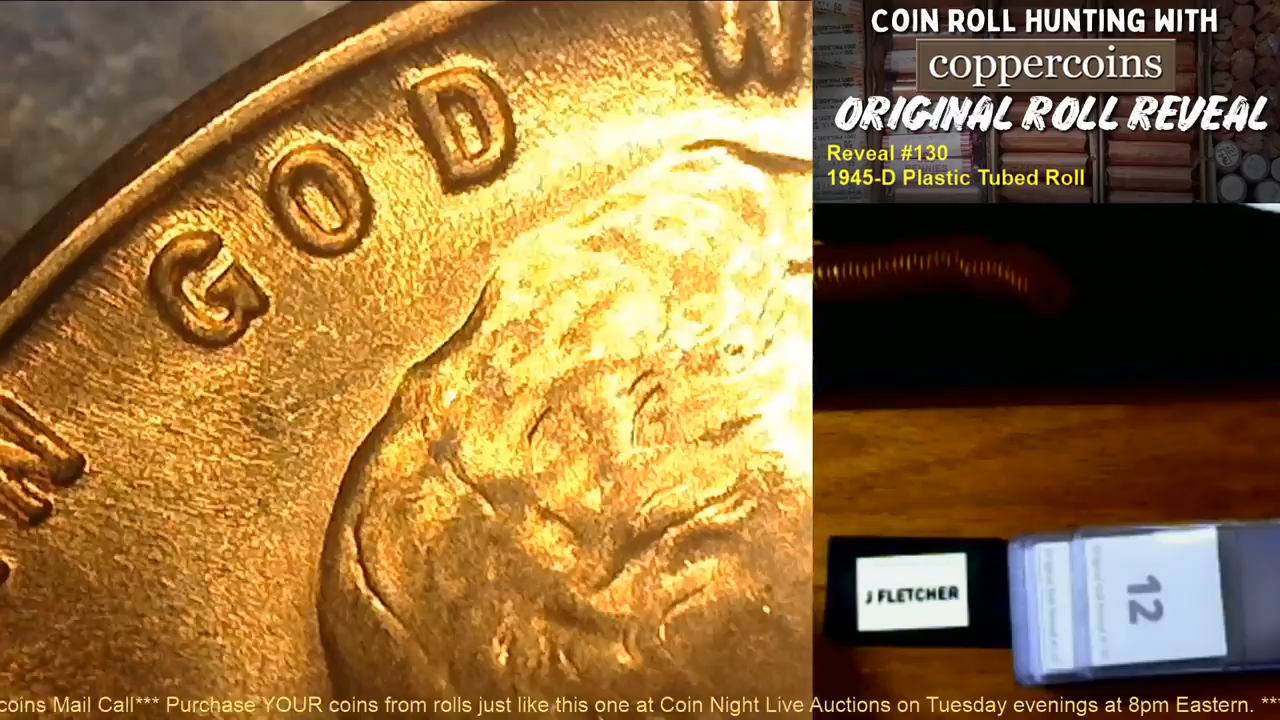 GOD W
N
COIN ROLL HUNTING WITH
coppercoins
ORIGINAL ROLL REVEAL
Reveal #130
1945-D Plastic Tubed Roll
J FLETCHER
12
coins Mail Call*** Purchase YOUR coins from rolls just like this one at Coin Night Live Auctions on Tuesday evenings at 8pm Eastern. **